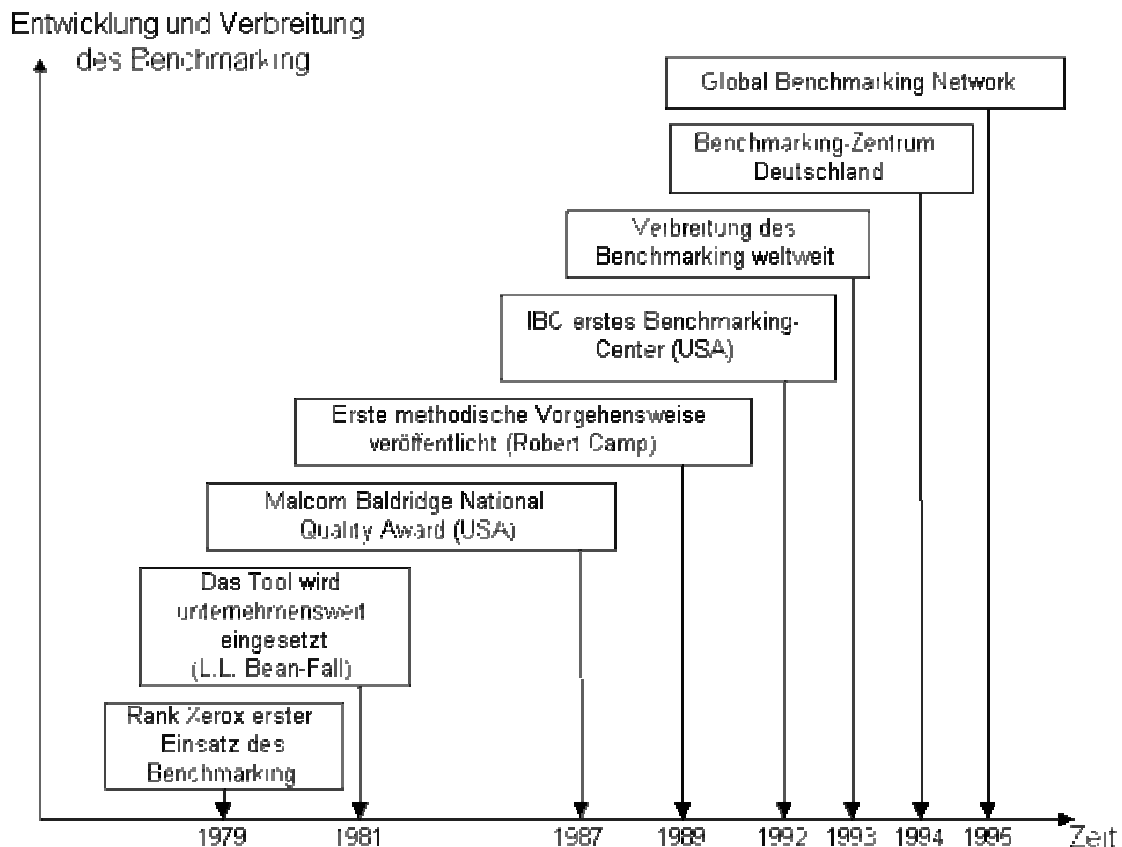 Entwicklung und Verbreitung
des Benchmarking
Global Benchmarking Network
Benchmarking-Zentrum
Deutschland
Verbreitung des
Benchmarking weltweit
IBC erstes Benchmarking-
Center (USA)
Erste methodische Vorgehensweise
veröffentlicht (Robert Camp)
Malcom Baldridge National
Quality Award (USA)
Das Tool wird
unternehmensweit
eingesetzt
(L.L. Bean-Fall)
Rank Xerox erster
Einsatz des
Benchmarking
1979 1981 1987 1989 1992 1993 1994 1995 Zeit